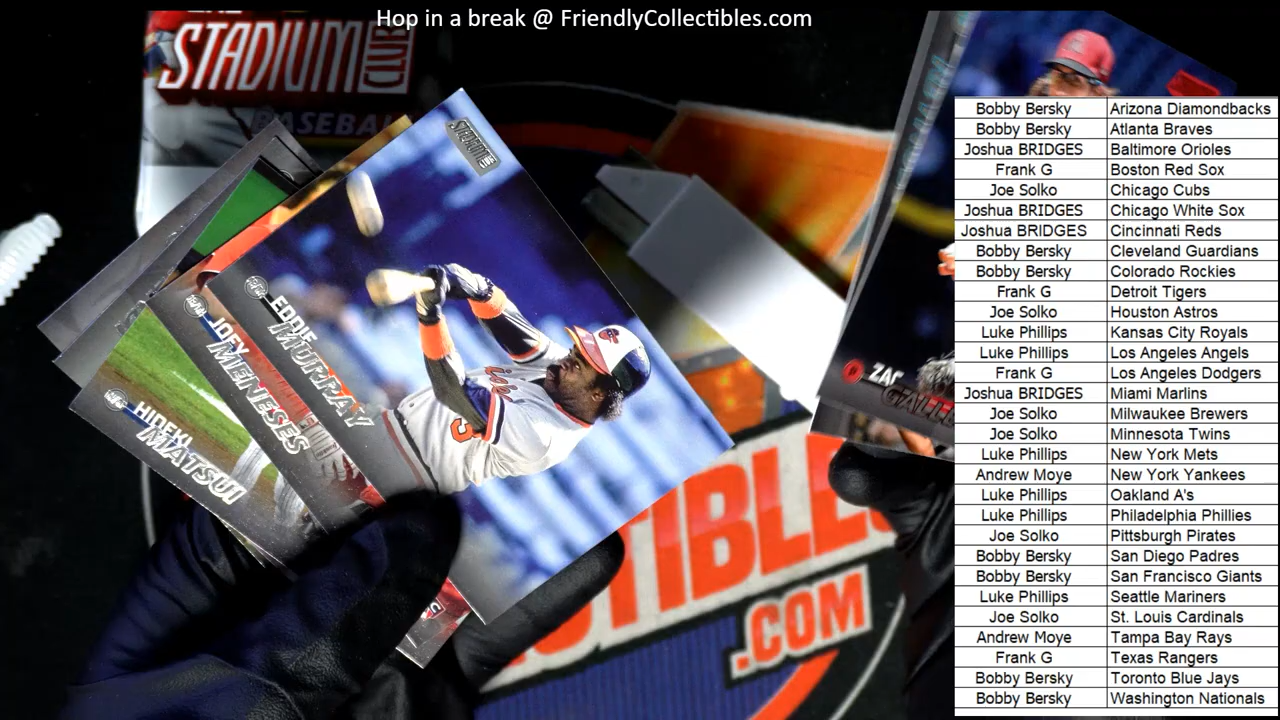 Hop in a break @ FriendlyCollectibles.com
STADIUM CLUB
BASEBALL
STADIUM CLUB
EDDIE MURRAY
JOEY MENESES
HIDEKI MATSUI
ZAC GALLE
TIBLE
.COM
Bobby Bersky Arizona Diamondbacks
Bobby Bersky Atlanta Braves
Joshua BRIDGES Baltimore Orioles
Frank G Boston Red Sox
Joe Solko Chicago Cubs
Joshua BRIDGES Chicago White Sox
Joshua BRIDGES Cincinnati Reds
Bobby Bersky Cleveland Guardians
Bobby Bersky Colorado Rockies
Frank G Detroit Tigers
Joe Solko Houston Astros
Luke Phillips Kansas City Royals
Luke Phillips Los Angeles Angels
Frank G Los Angeles Dodgers
Joshua BRIDGES Miami Marlins
Joe Solko Milwaukee Brewers
Joe Solko Minnesota Twins
Luke Phillips New York Mets
Andrew Moye New York Yankees
Luke Phillips Oakland A's
Luke Phillips Philadelphia Phillies
Joe Solko Pittsburgh Pirates
Bobby Bersky San Diego Padres
Bobby Bersky San Francisco Giants
Luke Phillips Seattle Mariners
Joe Solko St. Louis Cardinals
Andrew Moye Tampa Bay Rays
Frank G Texas Rangers
Bobby Bersky Toronto Blue Jays
Bobby Bersky Washington Nationals